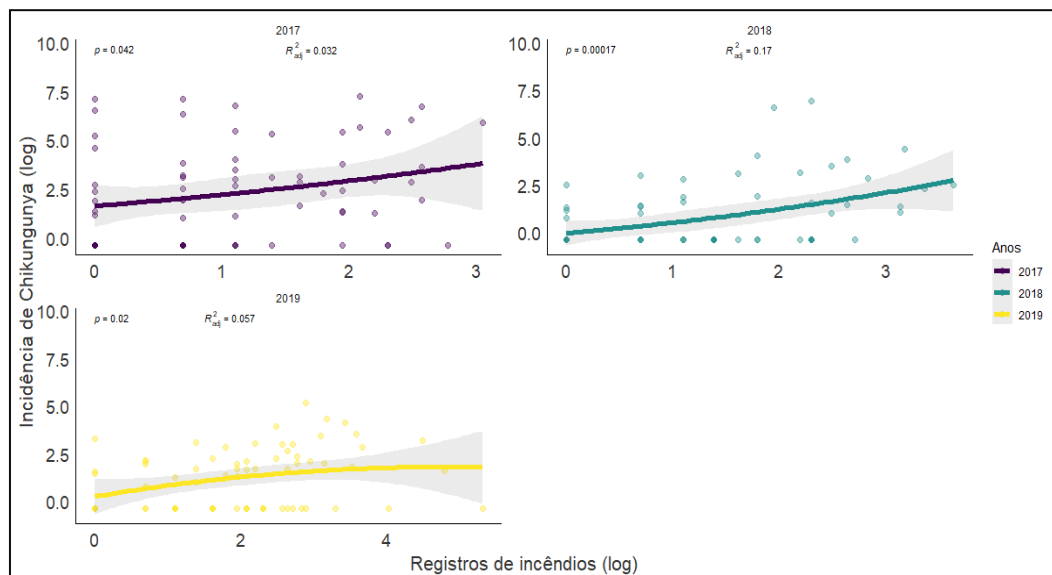 2017
p = 0.042 R²adj = 0.032
10.0
7.5
5.0
2.5
0.0
0 1 2 3
2018
p = 0.00017 R²adj = 0.17
10.0
7.5
5.0
2.5
0.0
0 1 2 3
2019
p = 0.02 R²adj = 0.057
10.0
7.5
5.0
2.5
0.0
0 2 4
Incidência de Chikungunya (log)
Registros de incêndios (log)
Anos
2017
2018
2019